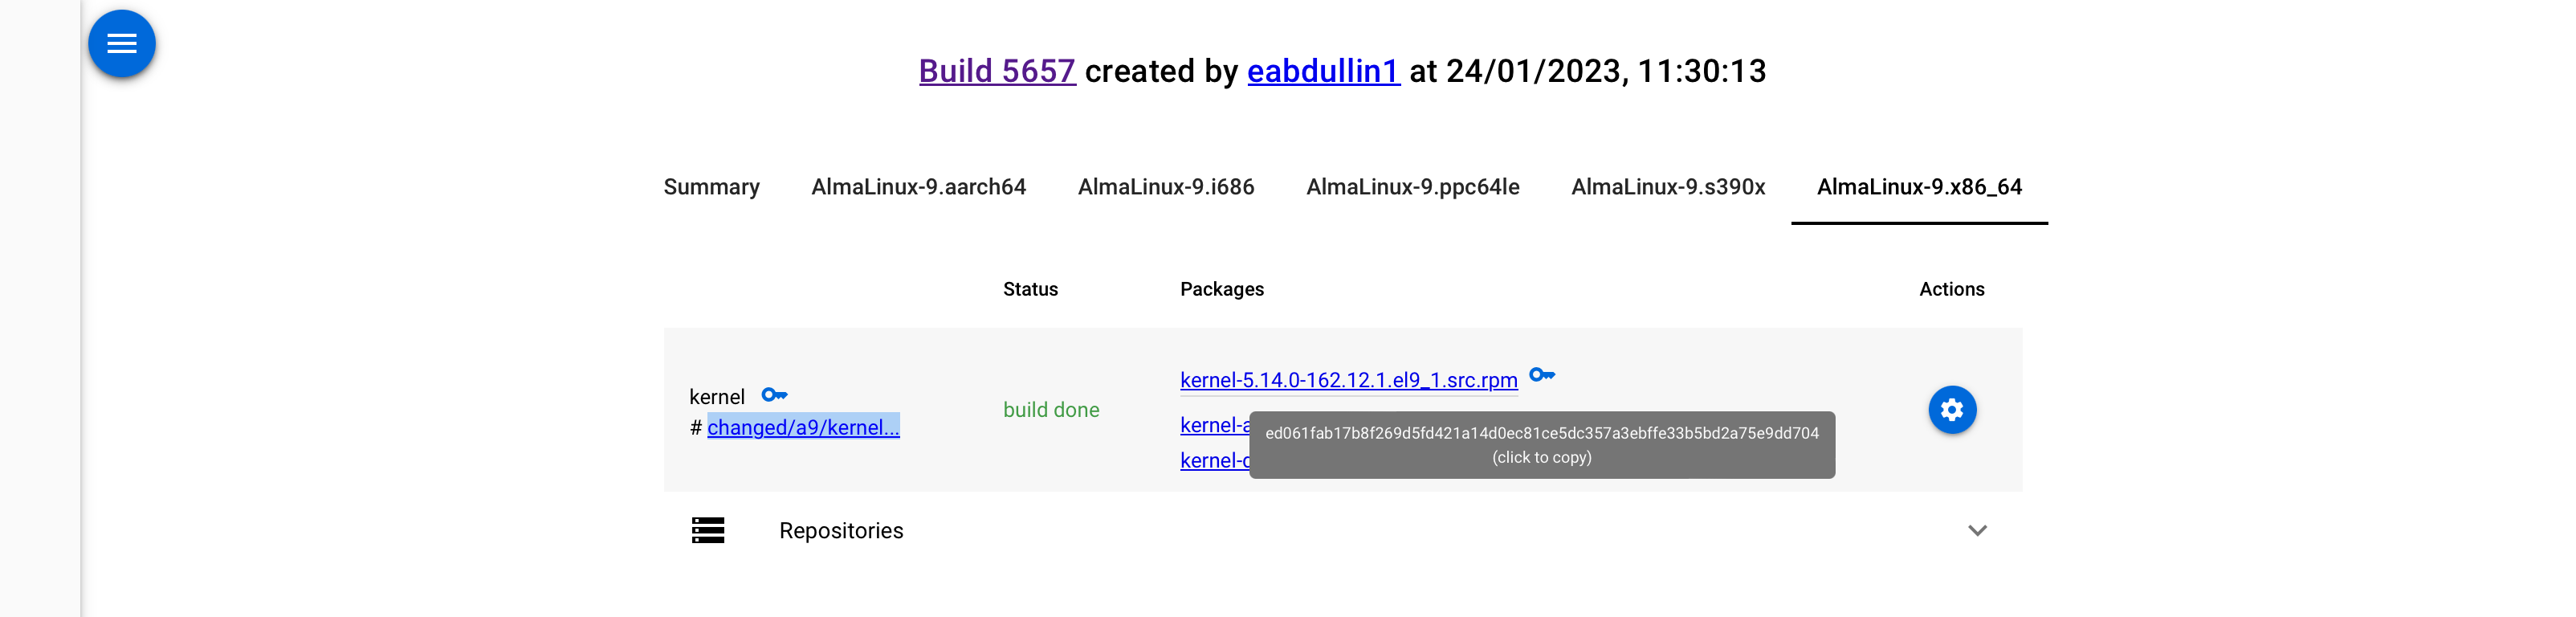 Build 5657 created by eabdullin1 at 24/01/2023, 11:30:13
Summary AlmaLinux-9.aarch64 AlmaLinux-9.i686 AlmaLinux-9.ppc64le AlmaLinux-9.s390x AlmaLinux-9.x86_64
Status Packages Actions
kernel
# changed/a9/kernel...
build done
kernel-5.14.0-162.12.1.el9_1.src.rpm
kernel-a
kernel-d
ed061fab17b8f269d5fd421a14d0ec81ce5dc357a3ebffe33b5bd2a75e9dd704
(click to copy)
Repositories